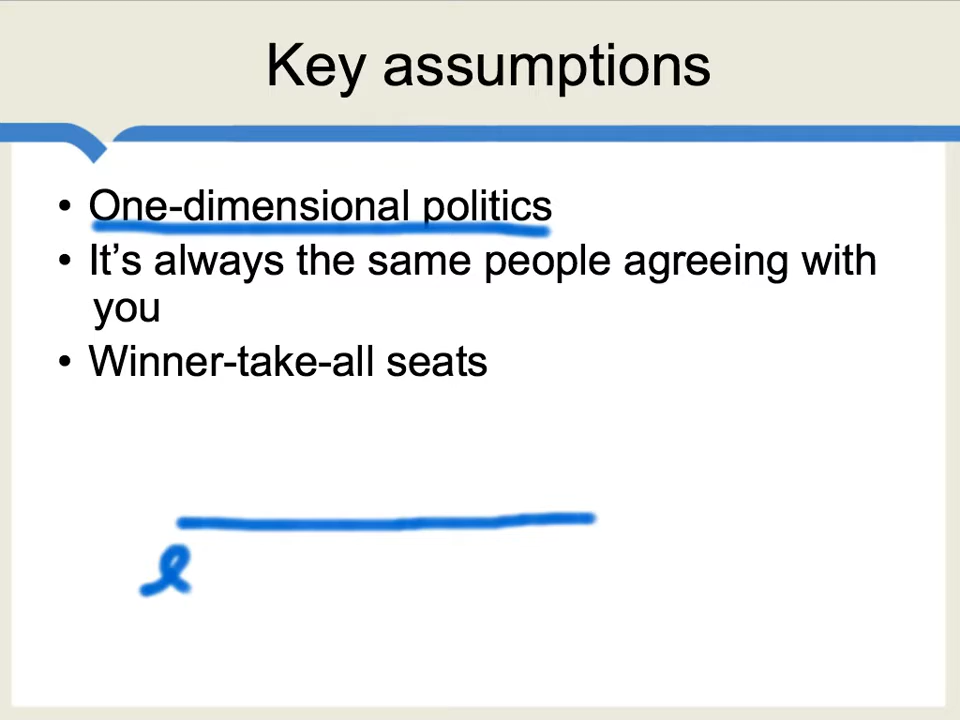 Key assumptions
• One-dimensional politics
• It's always the same people agreeing with
you
• Winner-take-all seats
l